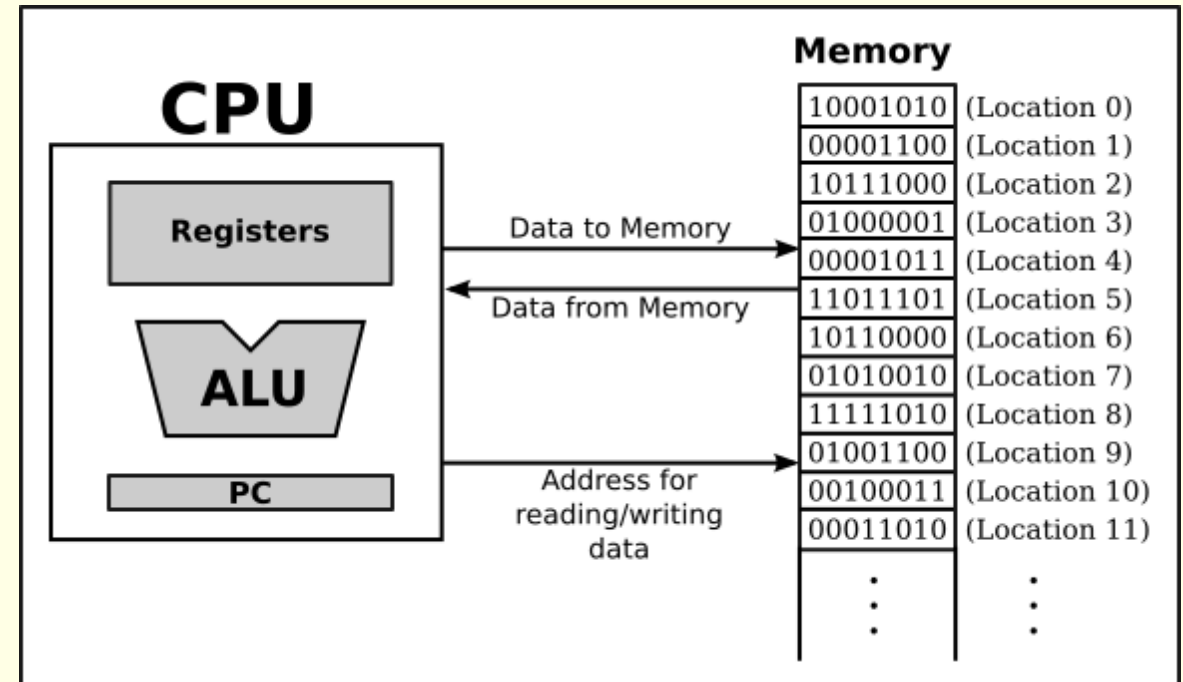 CPU
Registers
ALU
PC
Data to Memory
Data from Memory
Address for
reading/writing
data
Memory
10001010 (Location 0)
00001100 (Location 1)
10111000 (Location 2)
01000001 (Location 3)
00001011 (Location 4)
11011101 (Location 5)
10110000 (Location 6)
01010010 (Location 7)
11111010 (Location 8)
01001100 (Location 9)
00100011 (Location 10)
00011010 (Location 11)